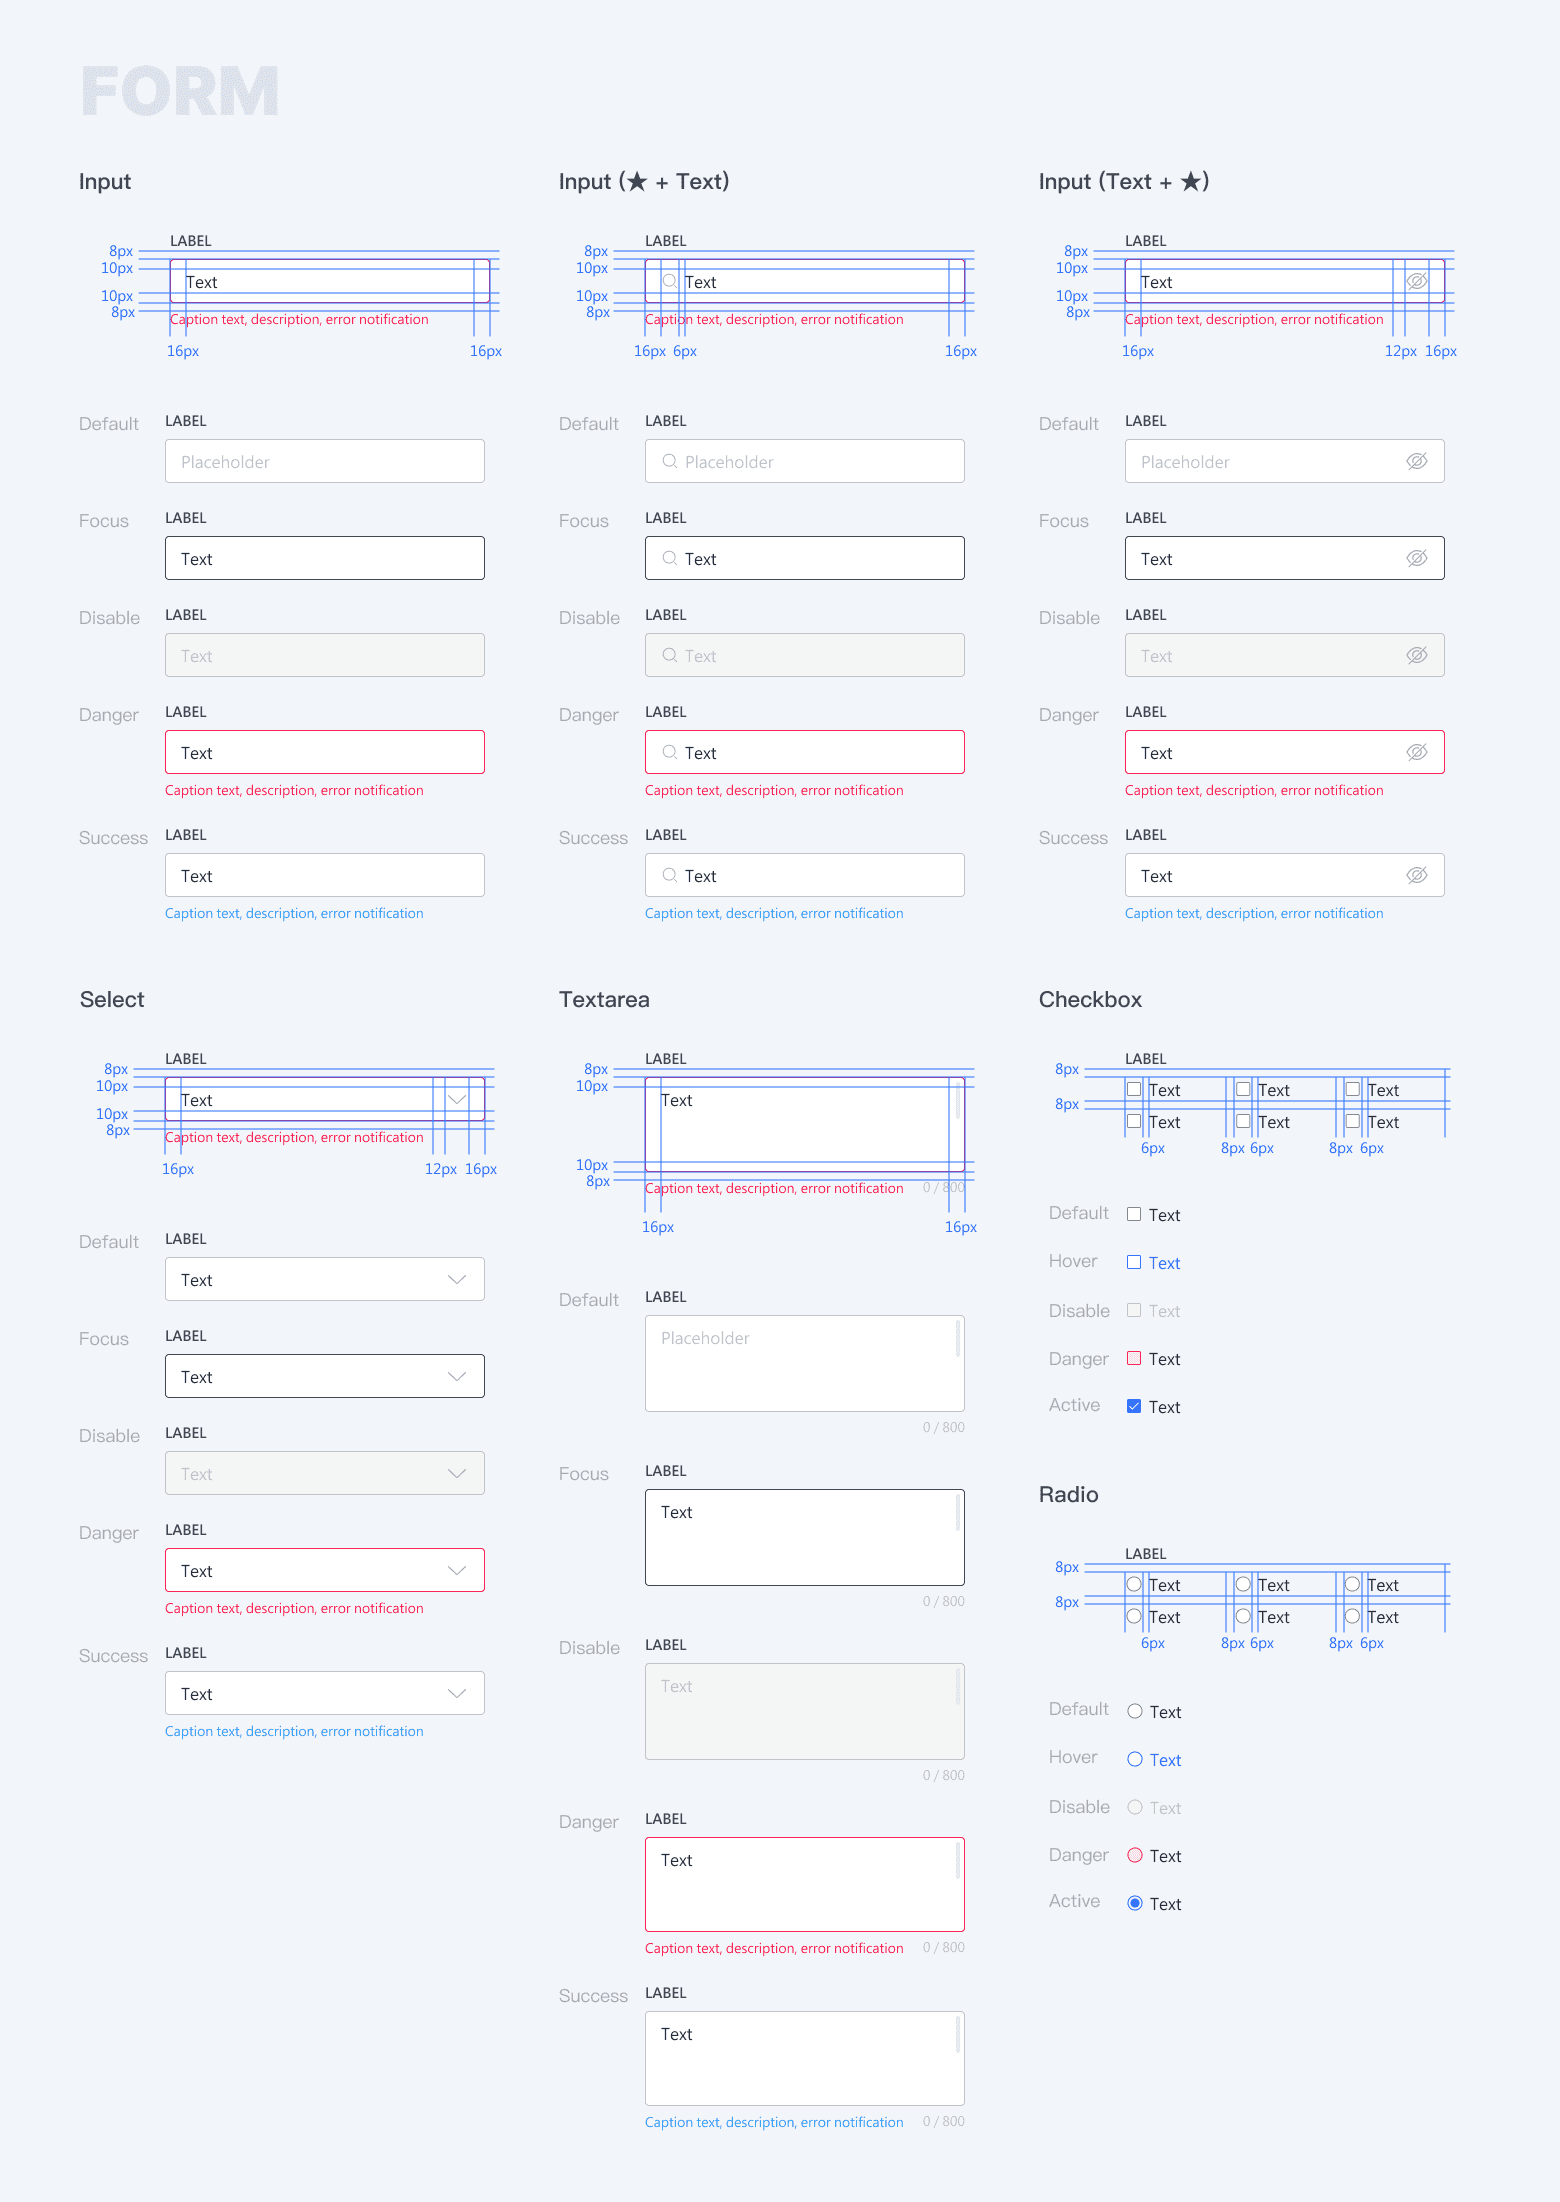 FORM
Input
LABEL
8px
10px
Text
10px
8px
Caption text, description, error notification
16px 16px
Default LABEL
Placeholder
Focus LABEL
Text
Disable LABEL
Text
Danger LABEL
Text
Caption text, description, error notification
Success LABEL
Text
Caption text, description, error notification
Input (★ + Text)
LABEL
8px
10px
Text
10px
8px
Caption text, description, error notification
16px 6px 16px
Default LABEL
Placeholder
Focus LABEL
Text
Disable LABEL
Text
Danger LABEL
Text
Caption text, description, error notification
Success LABEL
Text
Caption text, description, error notification
Input (Text + ★)
LABEL
8px
10px
Text
10px
8px
Caption text, description, error notification
16px 12px 16px
Default LABEL
Placeholder
Focus LABEL
Text
Disable LABEL
Text
Danger LABEL
Text
Caption text, description, error notification
Success LABEL
Text
Caption text, description, error notification
Select
LABEL
8px
10px
Text
10px
8px
Caption text, description, error notification
16px 12px 16px
Default LABEL
Text
Focus LABEL
Text
Disable LABEL
Text
Danger LABEL
Text
Caption text, description, error notification
Success LABEL
Text
Caption text, description, error notification
Textarea
LABEL
8px
10px
Text
10px
8px
Caption text, description, error notification 0 / 800
16px 16px
Default LABEL
Placeholder
0 / 800
Focus LABEL
Text
0 / 800
Disable LABEL
Text
0 / 800
Danger LABEL
Text
Caption text, description, error notification 0 / 800
Success LABEL
Text
Caption text, description, error notification 0 / 800
Checkbox
LABEL
8px
Text Text Text
8px
Text Text Text
6px 8px 6px 8px 6px
Default Text
Hover Text
Disable Text
Danger Text
Active Text
Radio
LABEL
8px
Text Text Text
8px
Text Text Text
6px 8px 6px 8px 6px
Default Text
Hover Text
Disable Text
Danger Text
Active Text